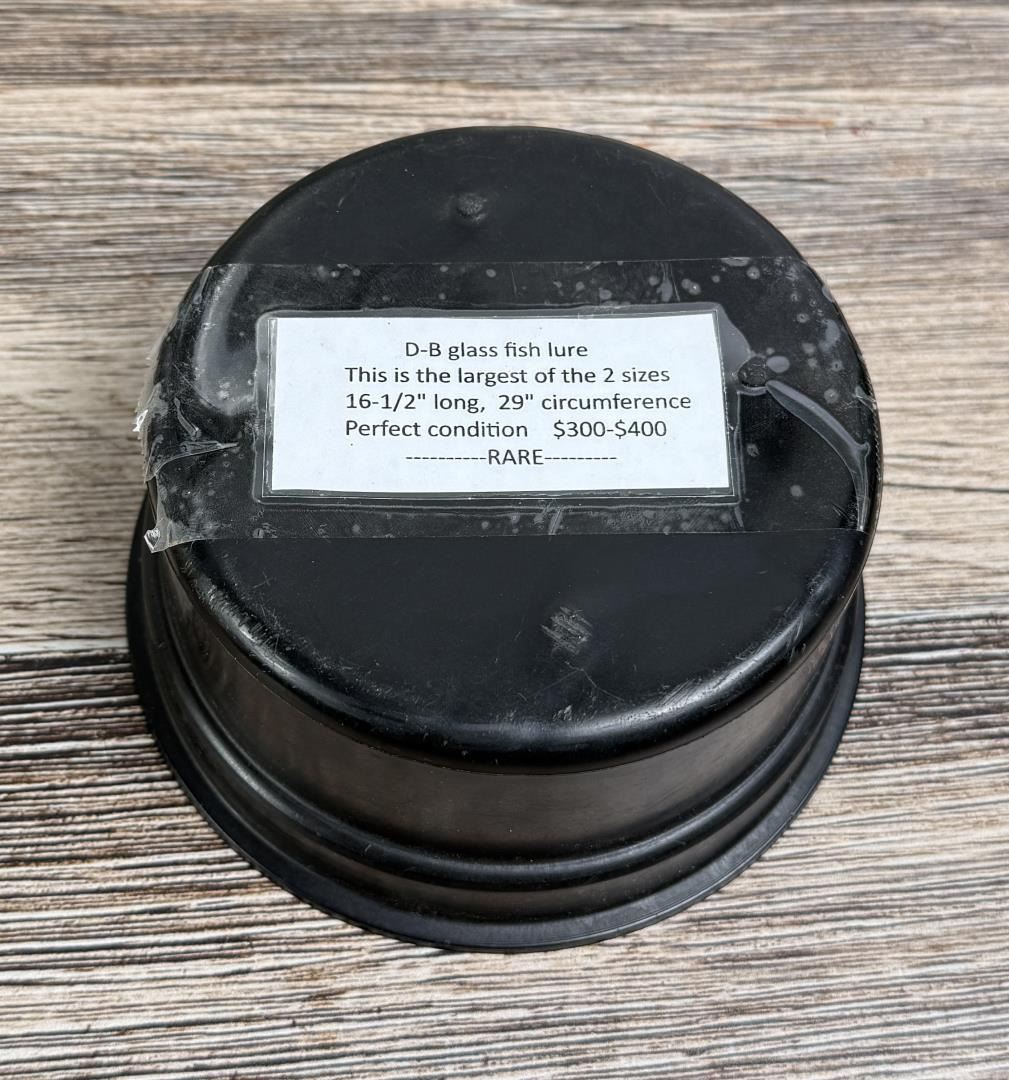 D-B glass fish lure
This is the largest of the 2 sizes
16-1/2" long, 29" circumference
Perfect condition $300-$400
----------RARE---------